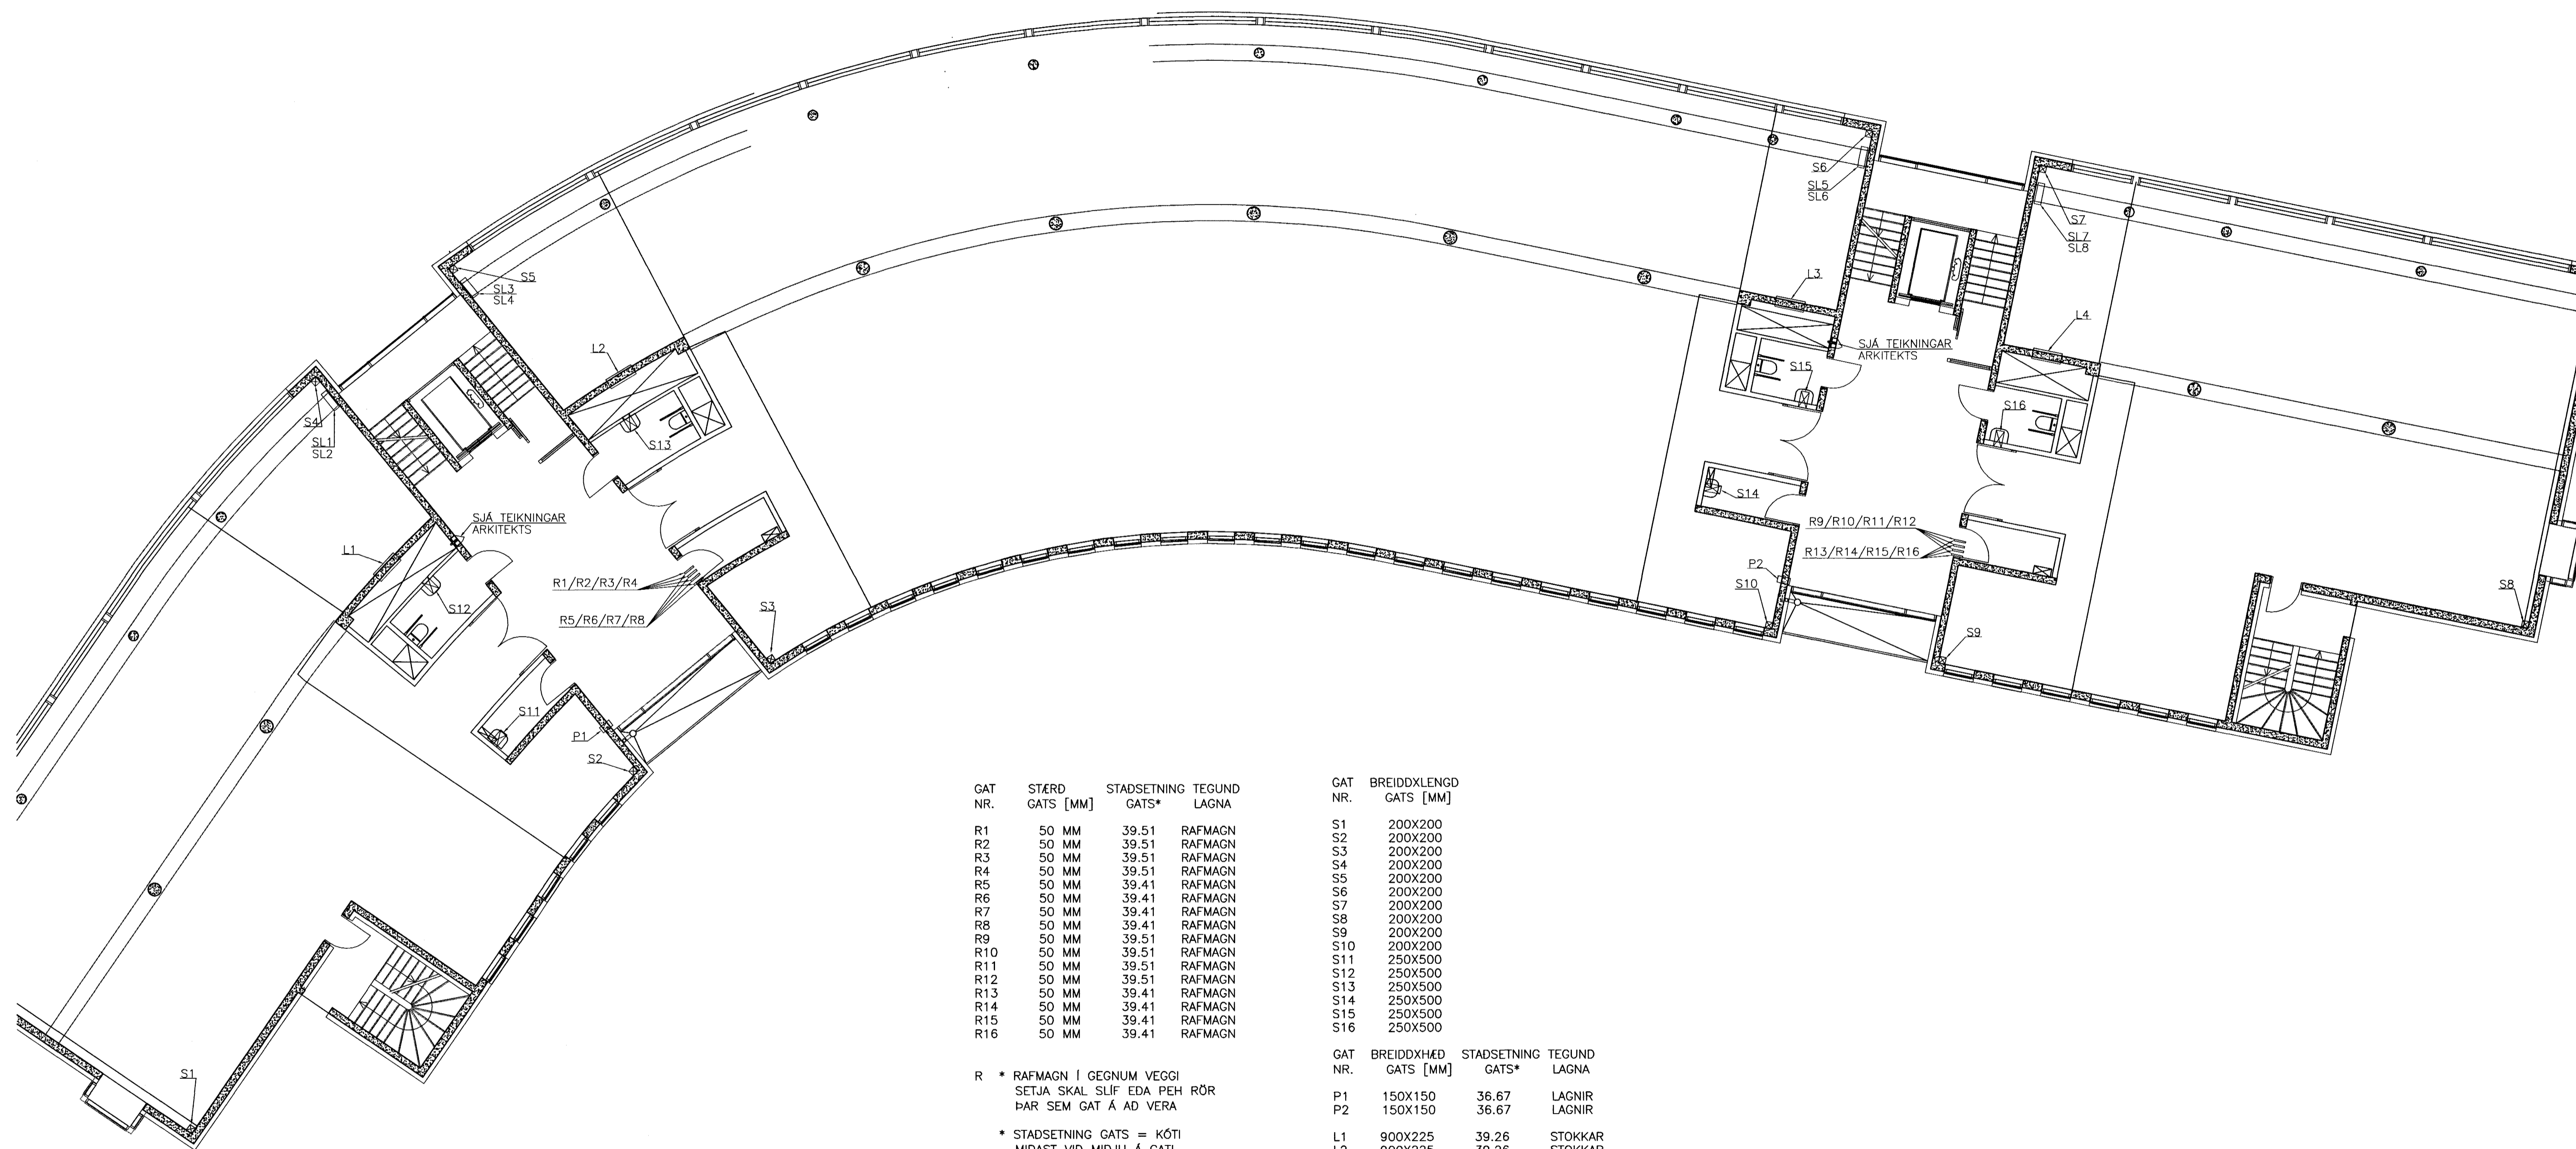 S6
SL5
SL6
S7
SL7
SL8
S5
SL3
SL4
L3
L4
L2
SJÁ TEIKNINGAR
ARKITEKTS
S15
S16
S4
SL1
SL2
S13
S14
SJÁ TEIKNINGAR
ARKITEKTS
R9/R10/R11/R12
L1
R13/R14/R15/R16
P2
R1/R2/R3/R4
S10
S8
S12
S3
R5/R6/R7/R8
S9
S11
P1
S2
S1
GAT STÆRD STADSETNING TEGUND
NR. GATS [MM] GATS* LAGNA
R1 50 MM 39.51 RAFMAGN
R2 50 MM 39.51 RAFMAGN
R3 50 MM 39.51 RAFMAGN
R4 50 MM 39.51 RAFMAGN
R5 50 MM 39.41 RAFMAGN
R6 50 MM 39.41 RAFMAGN
R7 50 MM 39.41 RAFMAGN
R8 50 MM 39.41 RAFMAGN
R9 50 MM 39.51 RAFMAGN
R10 50 MM 39.51 RAFMAGN
R11 50 MM 39.51 RAFMAGN
R12 50 MM 39.51 RAFMAGN
R13 50 MM 39.41 RAFMAGN
R14 50 MM 39.41 RAFMAGN
R15 50 MM 39.41 RAFMAGN
R16 50 MM 39.41 RAFMAGN
R * RAFMAGN Í GEGNUM VEGGI
SETJA SKAL SLÍF EDA PEH RÖR
ÞAR SEM GAT Á AD VERA
* STADSETNING GATS = KÓTI
MIDAST VID MIDJU Á GATI
GAT BREIDDXLENGD
NR. GATS [MM]
S1 200X200
S2 200X200
S3 200X200
S4 200X200
S5 200X200
S6 200X200
S7 200X200
S8 200X200
S9 200X200
S10 200X200
S11 250X500
S12 250X500
S13 250X500
S14 250X500
S15 250X500
S16 250X500
GAT BREIDDXHÆD STADSETNING TEGUND
NR. GATS [MM] GATS* LAGNA
P1 150X150 36.67 LAGNIR
P2 150X150 36.67 LAGNIR
L1 900X225 39.26 STOKKAR
L2 900X225 39.26 STOKKAR